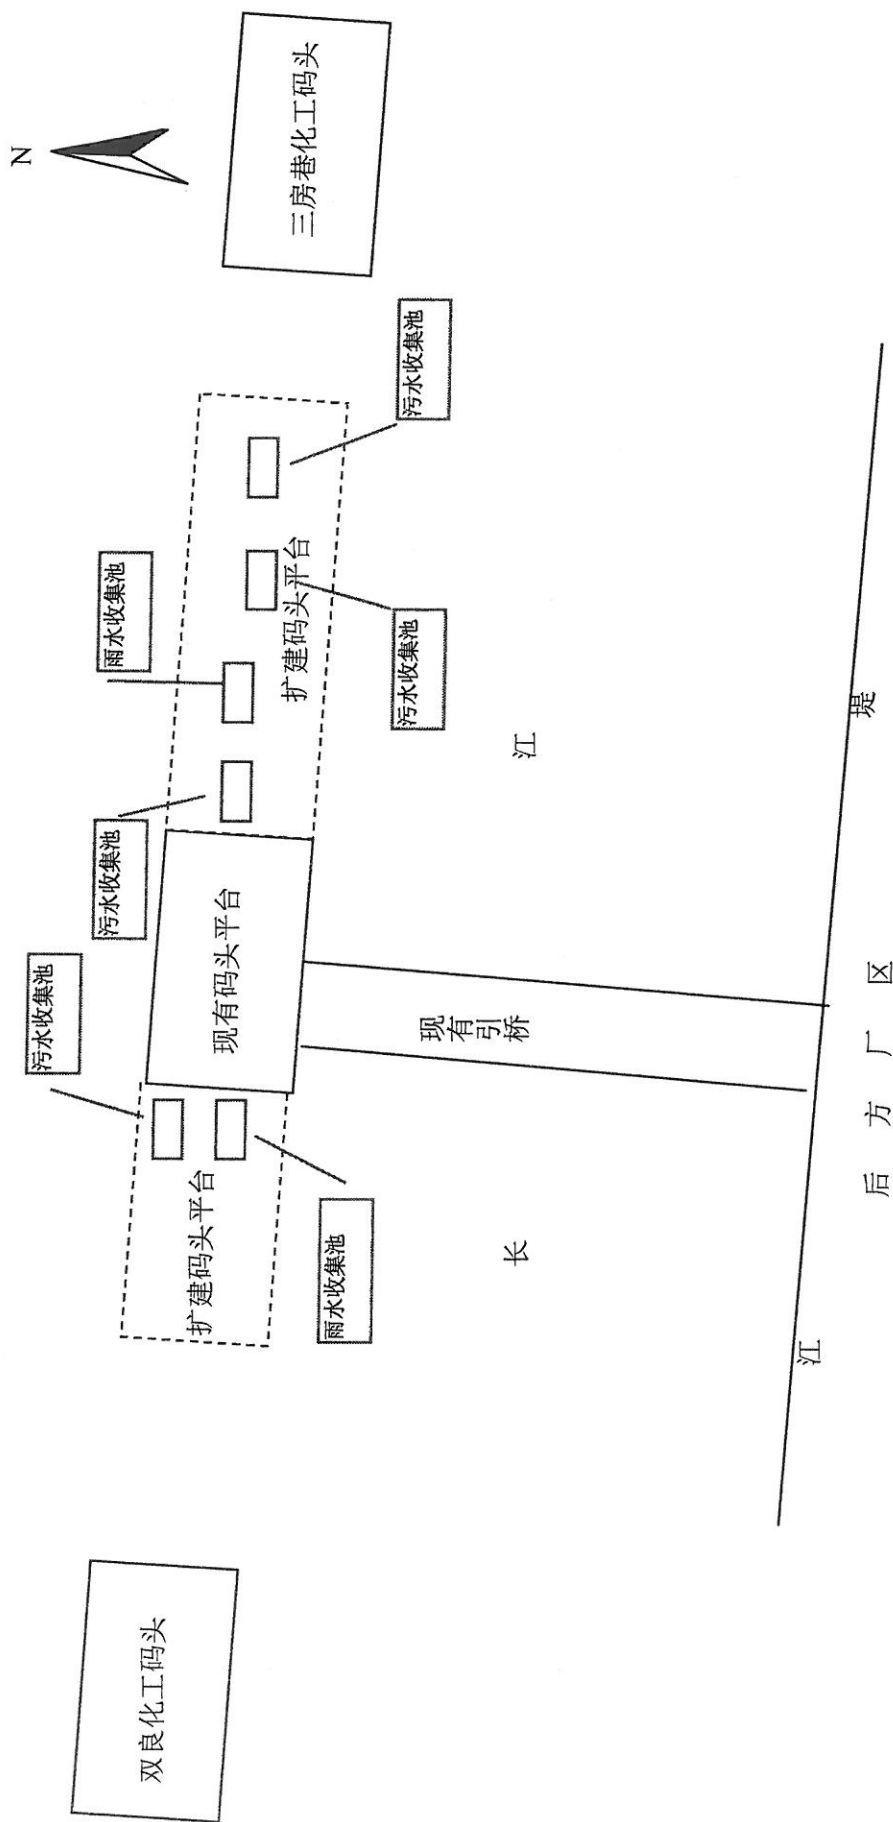 N
三房巷化工码头
污水收集池
雨水收集池
扩建码头平台
污水收集池
污水收集池
污水收集池
现有码头平台
现有引桥
雨水收集池
扩建码头平台
双良化工码头
长 江
江 堤
后 方 厂 区